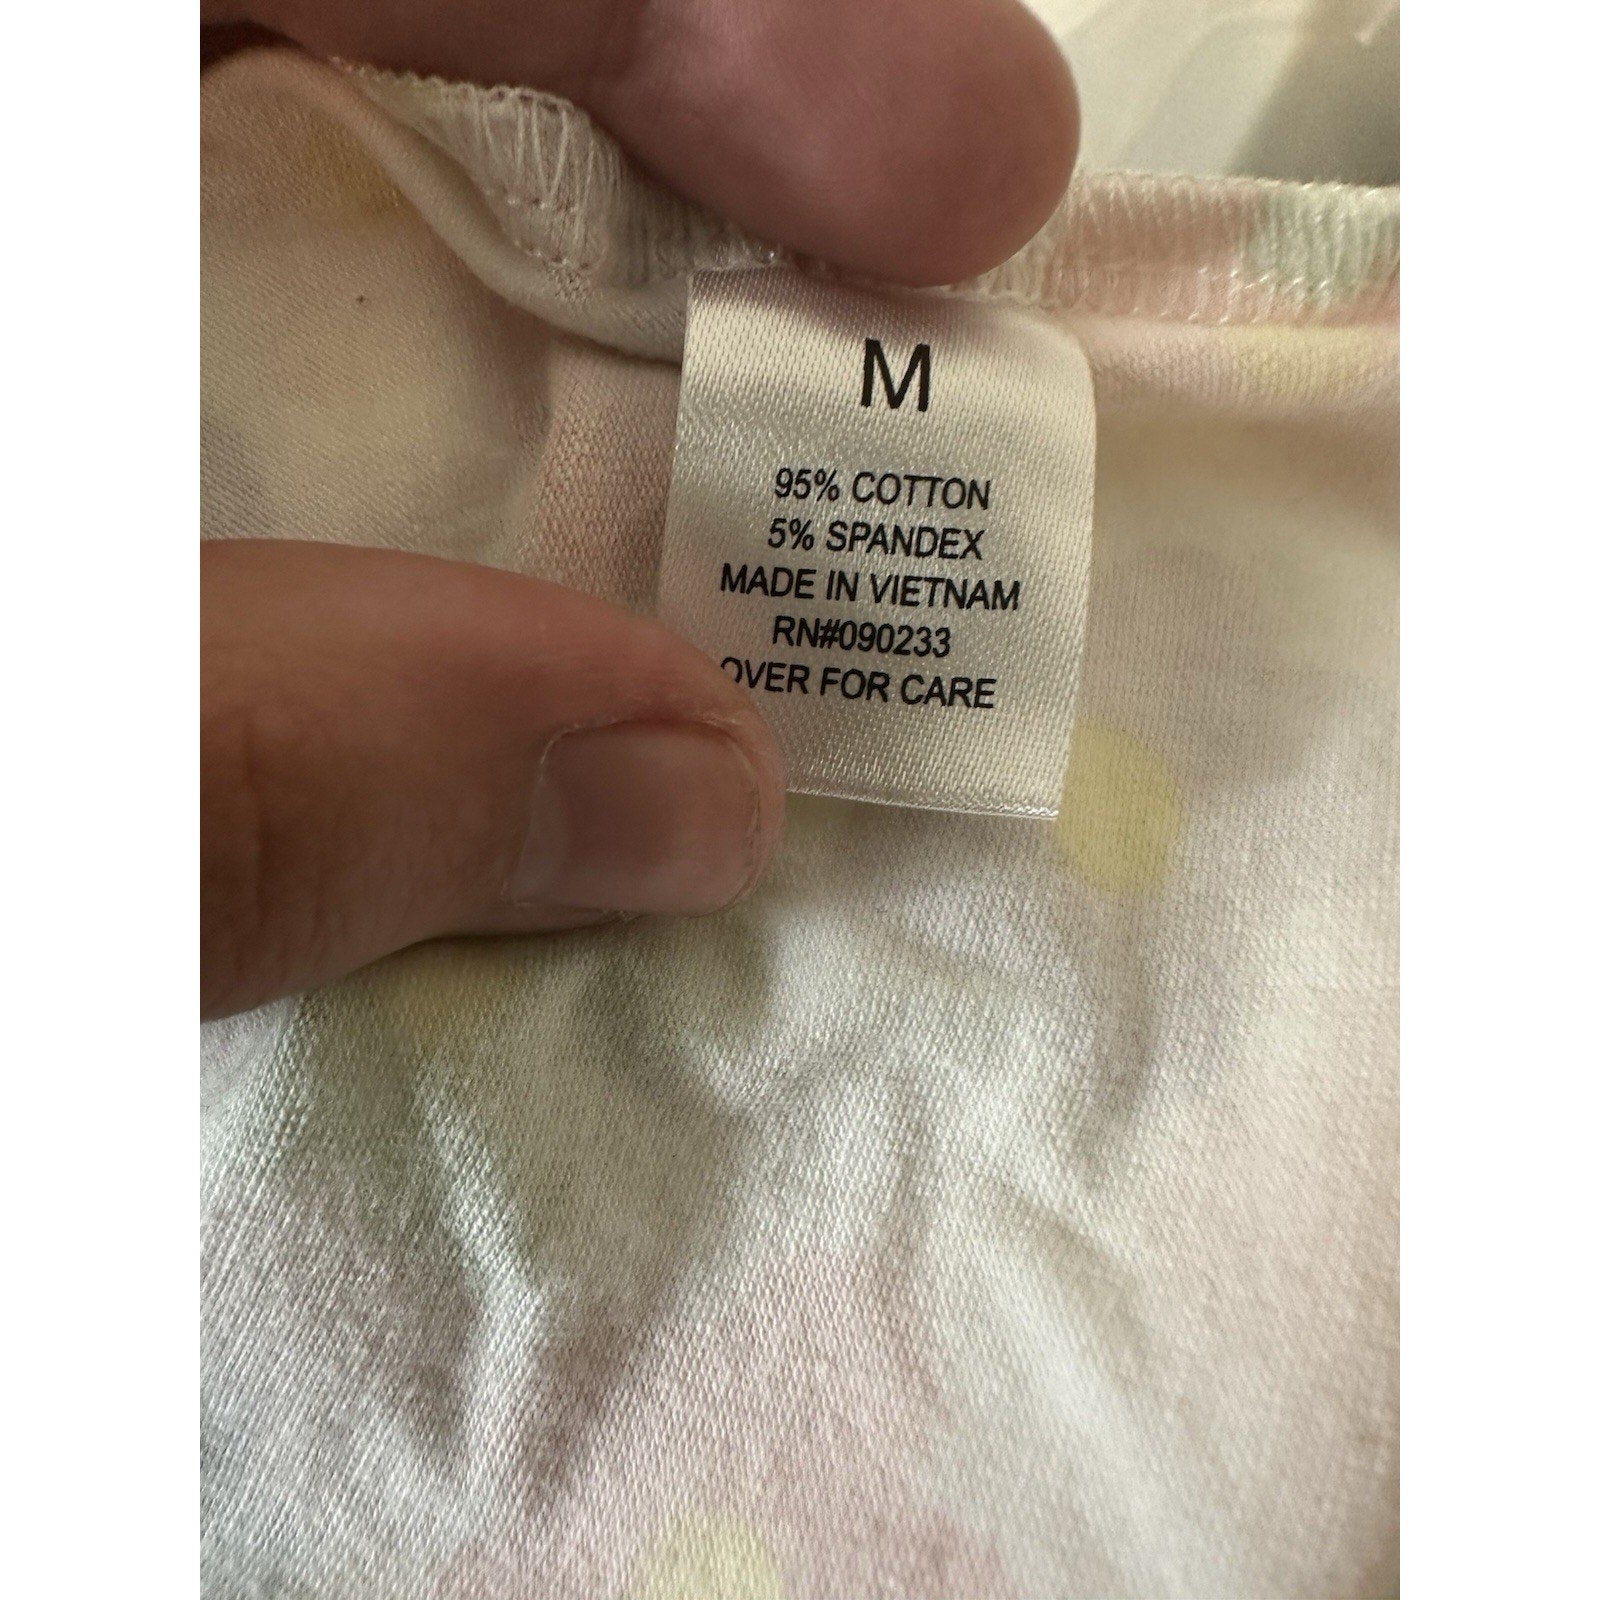 M
95% COTTON
5% SPANDEX
MADE IN VIETNAM
RN#090233
OVER FOR CARE